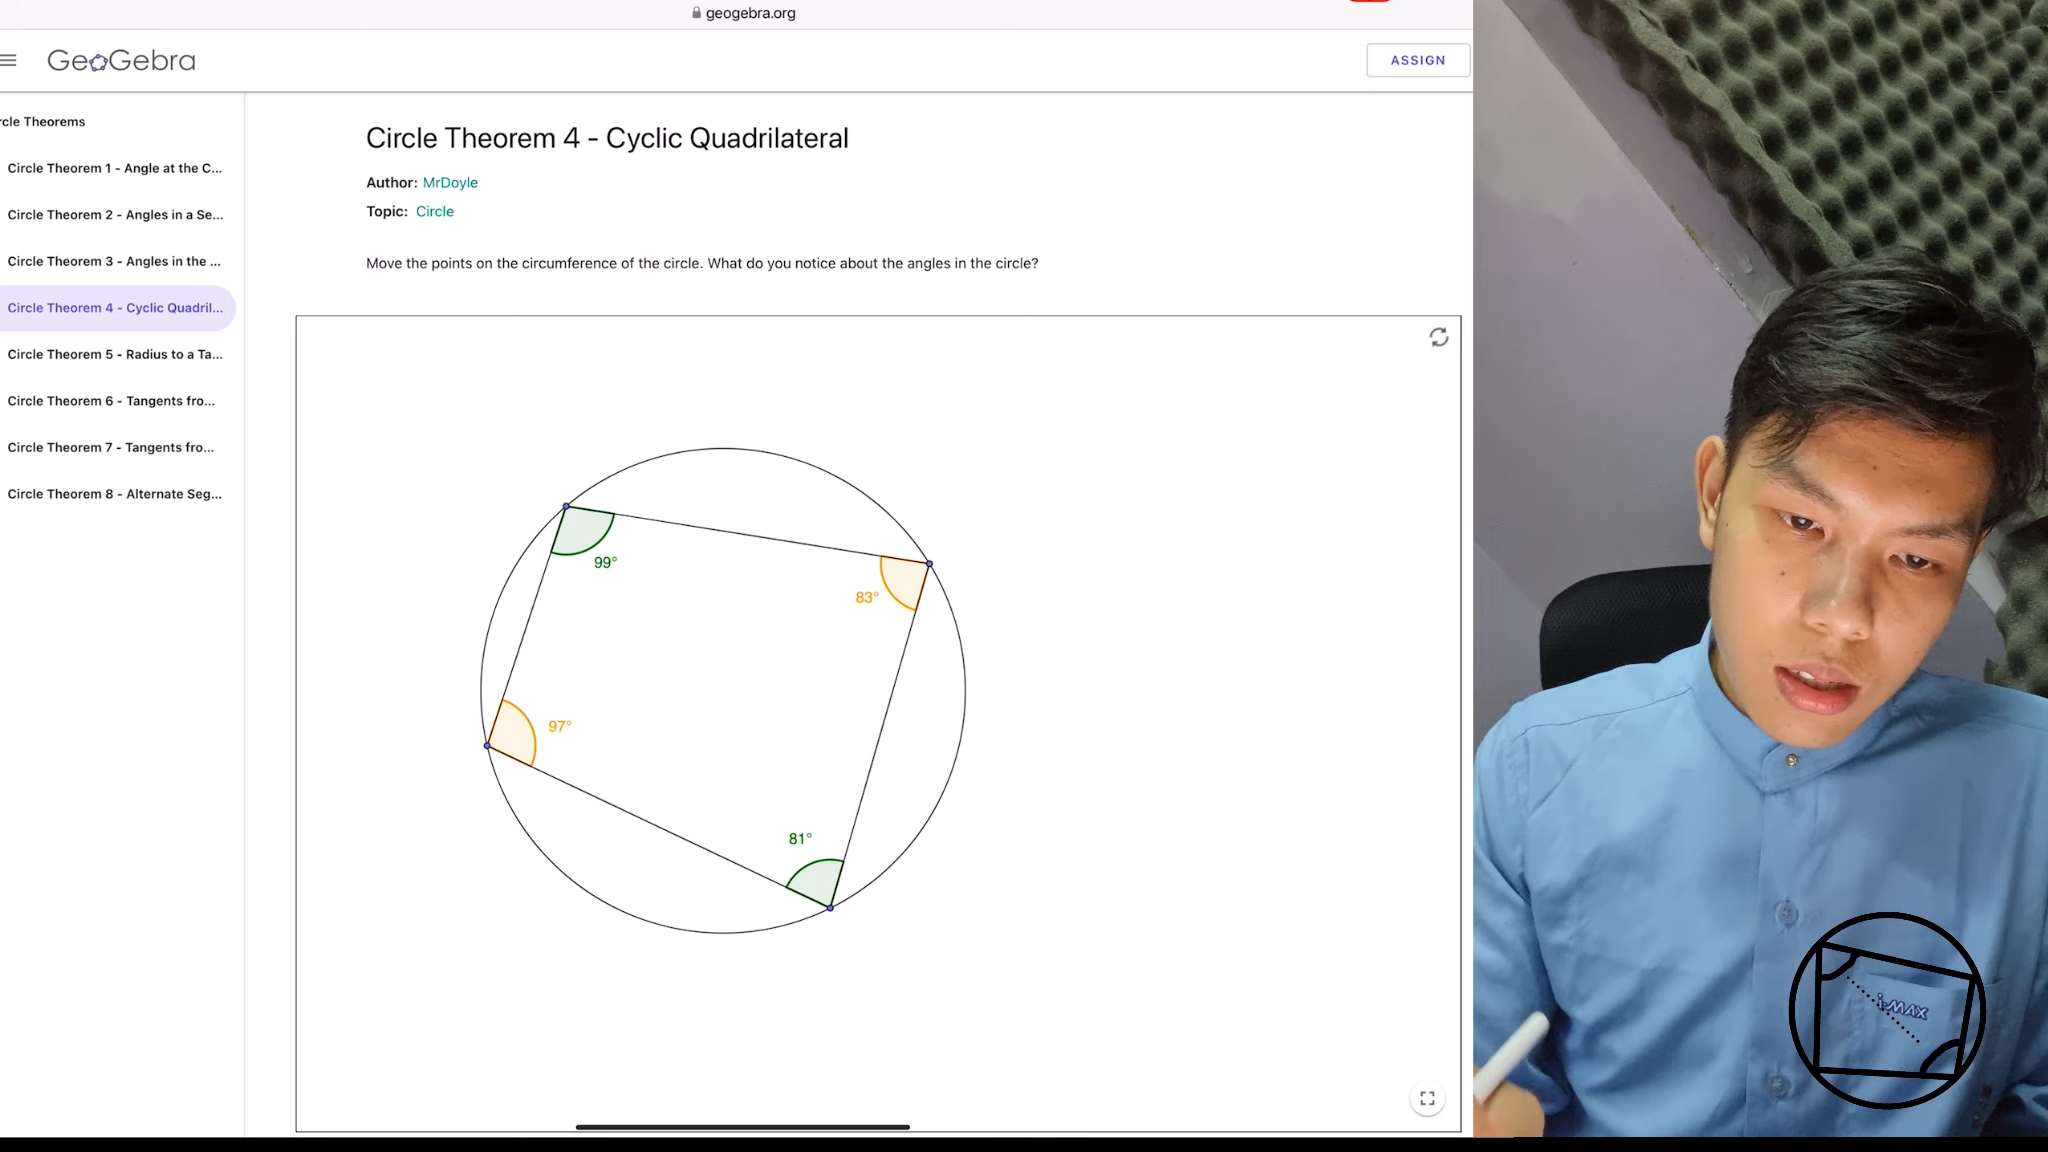 geogebra.org
GeoGebra
ASSIGN
rcle Theorems
Circle Theorem 1 - Angle at the C...
Circle Theorem 2 - Angles in a Se...
Circle Theorem 3 - Angles in the ...
Circle Theorem 4 - Cyclic Quadril...
Circle Theorem 5 - Radius to a Ta...
Circle Theorem 6 - Tangents fro...
Circle Theorem 7 - Tangents fro...
Circle Theorem 8 - Alternate Seg...
Circle Theorem 4 - Cyclic Quadrilateral
Author: MrDoyle
Topic: Circle
Move the points on the circumference of the circle. What do you notice about the angles in the circle?
99°
83°
97°
81°
i-MAX